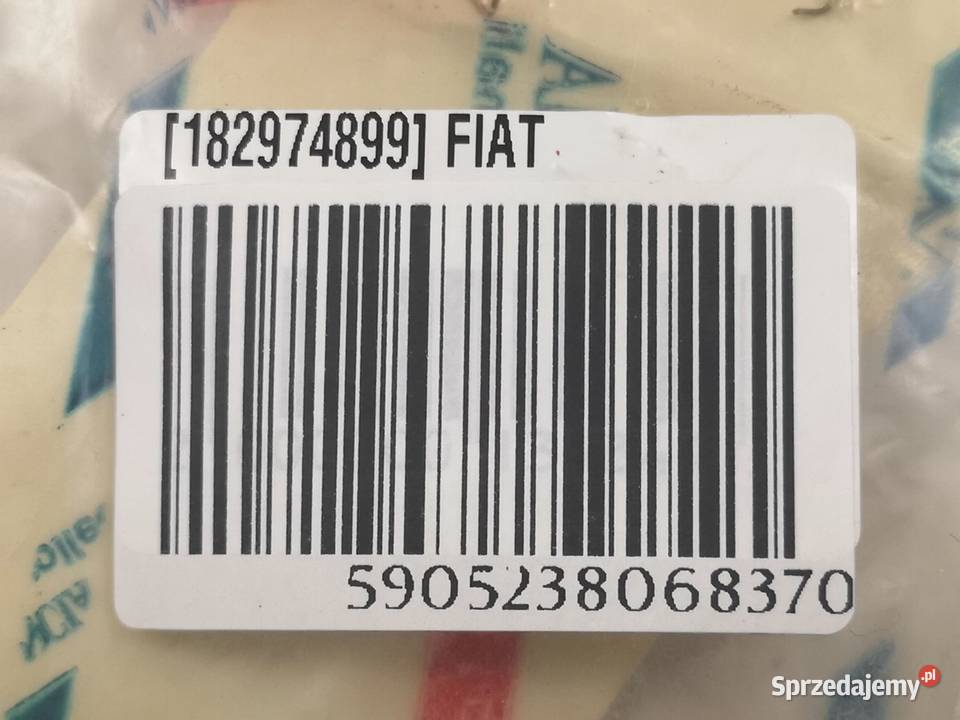 [182974899] FIAT
5905238068370
Sprzedajemy.pl